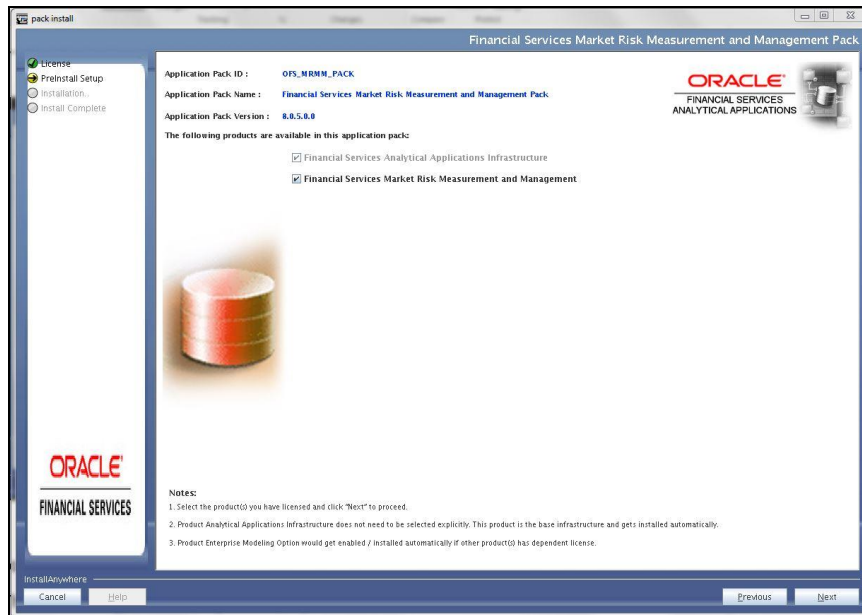 pack install
Financial Services Market Risk Measurement and Management Pack
License
PreInstall Setup
Installation...
Install Complete
Application Pack ID : OFS_MRMM_PACK
Application Pack Name : Financial Services Market Risk Measurement and Management Pack
Application Pack Version : 8.0.5.0.0
The following products are available in this application pack:
Financial Services Analytical Applications Infrastructure
Financial Services Market Risk Measurement and Management
ORACLE
FINANCIAL SERVICES
ANALYTICAL APPLICATIONS
ORACLE
FINANCIAL SERVICES
Notes:
1. Select the product(s) you have licensed and click "Next" to proceed.
2. Product Analytical Applications Infrastructure does not need to be selected explicitly. This product is the base infrastructure and gets installed automatically.
3. Product Enterprise Modeling Option would get enabled / installed automatically if other product(s) has dependent license.
InstallAnywhere
Cancel
Help
Previous
Next